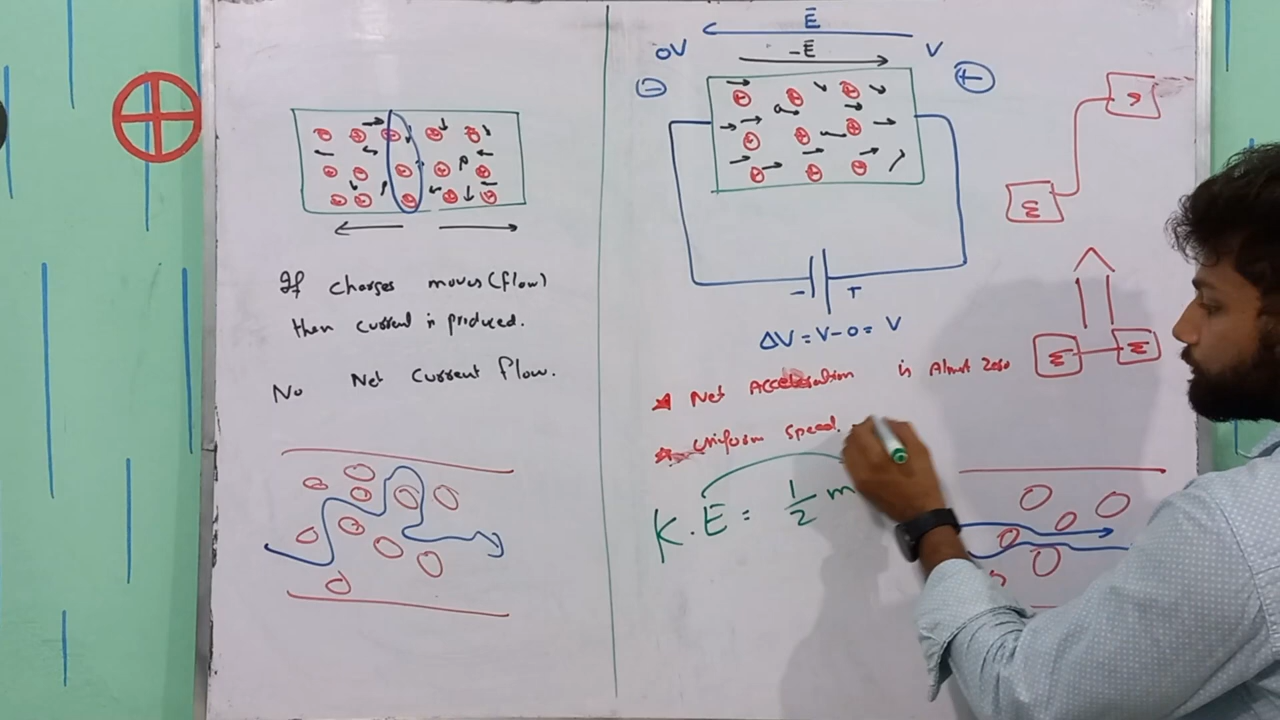 If charges moves (flow)
then current is produced.
No Net Current flow.
E
0V
-E
V
-
+
- +
ΔV = V - 0 = V
Net Acceleration is Almost zero
Uniform speed.
K.E = 1/2 m